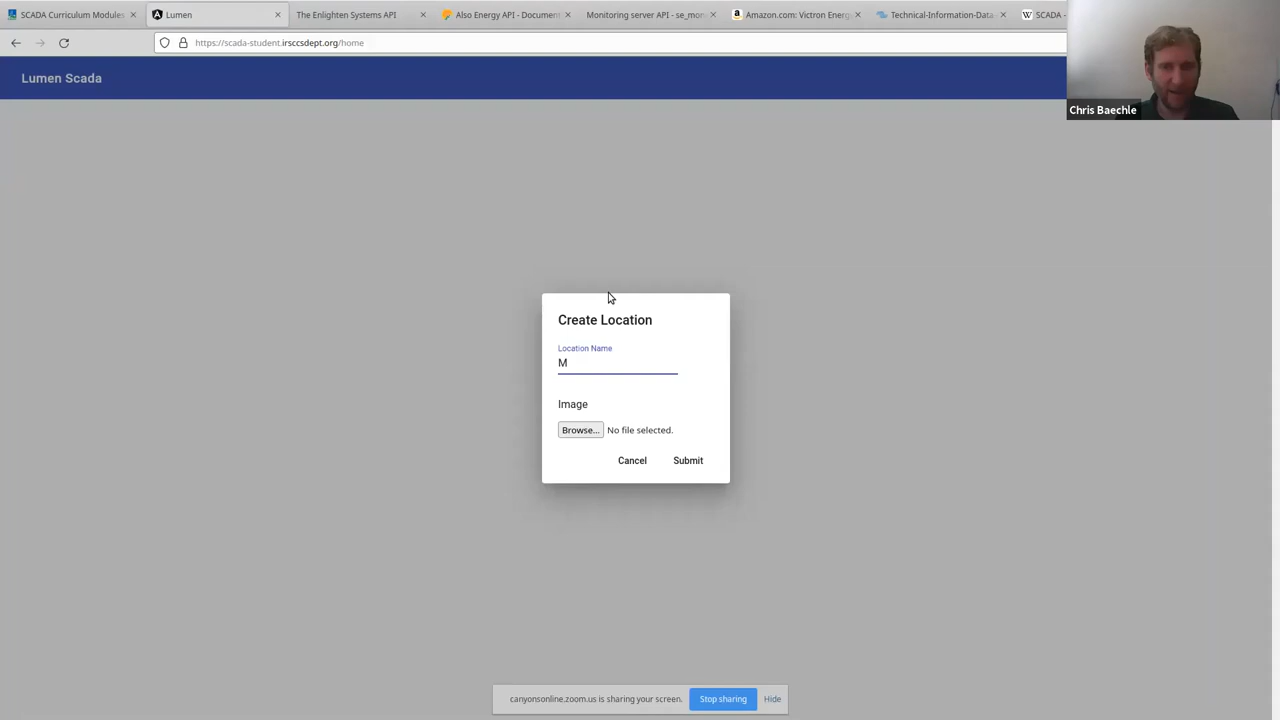 SCADA Curriculum Modules
Lumen
The Enlighten Systems API
Also Energy API - Document
Monitoring server API - se_mon
Amazon.com: Victron Energ
Technical-Information-Data
SCADA -
https://scada-student.irsccsdept.org/home
Lumen Scada
Chris Baechle
Create Location
Location Name
M
Image
Browse... No file selected.
Cancel Submit
canyonsonline.zoom.us is sharing your screen. Stop sharing Hide